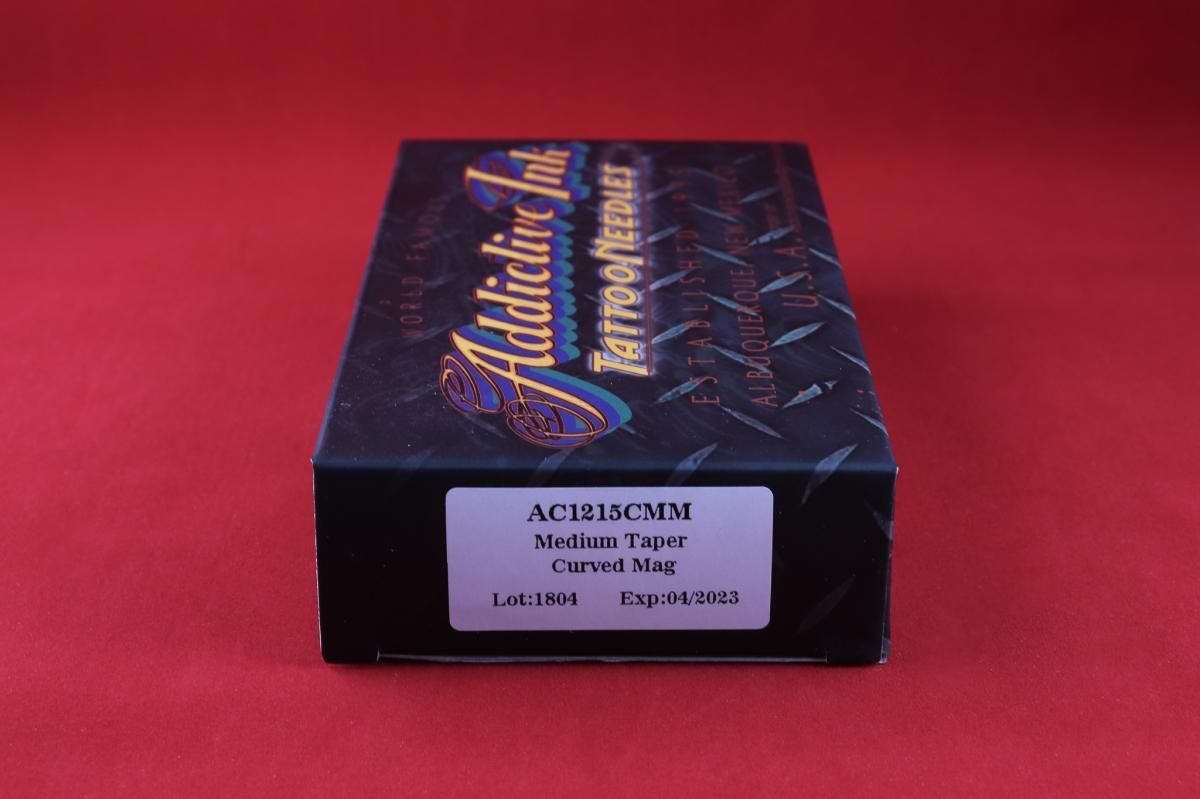 WORLD FAMOUS
Addictive Ink
TATTOO NEEDLES
ESTABLISHED 1995
ALBUQUERQUE, NEW MEXICO
U.S.A.
AC1215CMM
Medium Taper
Curved Mag
Lot:1804 Exp:04/2023